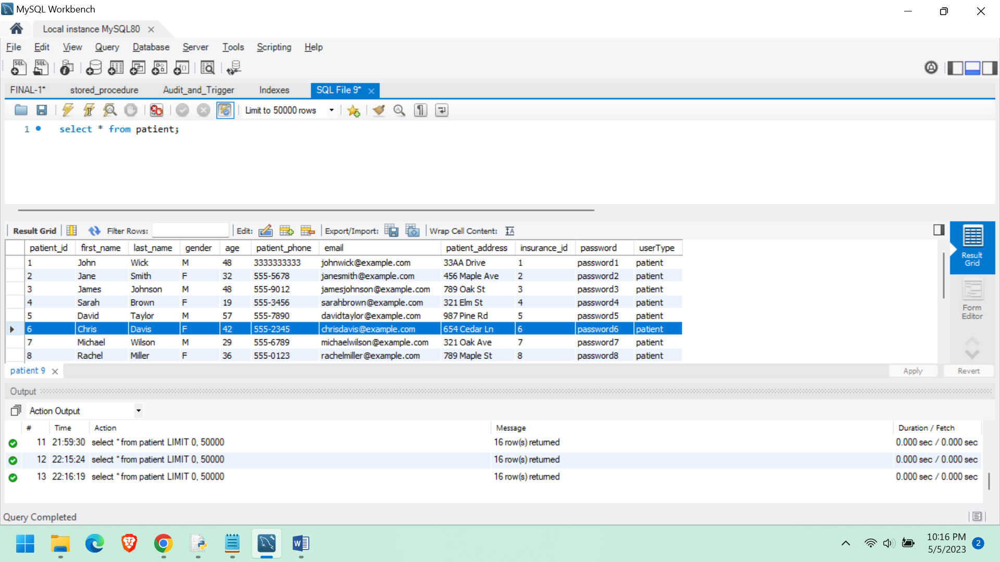 MySQL Workbench
Local instance MySQL80
File Edit View Query Database Server Tools Scripting Help
SQL SQL
FINAL-1* stored_procedure Audit_and_Trigger Indexes SQL File 9*
Limit to 50000 rows
1 select * from patient;
Result Grid Filter Rows: Edit: Export/Import: Wrap Cell Content:
patient_id first_name last_name gender age patient_phone email patient_address insurance_id password userType
1 John Wick M 48 3333333333 johnwick@example.com 33AA Drive 1 password1 patient
2 Jane Smith F 32 555-5678 janesmith@example.com 456 Maple Ave 2 password2 patient
3 James Johnson M 48 555-9012 jamesjohnson@example.com 789 Oak St 3 password3 patient
4 Sarah Brown F 19 555-3456 sarahbrown@example.com 321 Elm St 4 password4 patient
5 David Taylor M 57 555-7890 davidtaylor@example.com 987 Pine Rd 5 password5 patient
6 Chris Davis F 42 555-2345 chrisdavis@example.com 654 Cedar Ln 6 password6 patient
7 Michael Wilson M 29 555-6789 michaelwilson@example.com 321 Oak Ave 7 password7 patient
8 Rachel Miller F 36 555-0123 rachelmiller@example.com 789 Maple St 8 password8 patient
Result
Grid
Form
Editor
patient 9 Apply Revert
Output
Action Output
# Time Action Message Duration / Fetch
11 21:59:30 select * from patient LIMIT 0, 50000 16 row(s) returned 0.000 sec / 0.000 sec
12 22:15:24 select * from patient LIMIT 0, 50000 16 row(s) returned 0.000 sec / 0.000 sec
13 22:16:19 select * from patient LIMIT 0, 50000 16 row(s) returned 0.000 sec / 0.000 sec
Query Completed
10:16 PM
5/5/2023
2